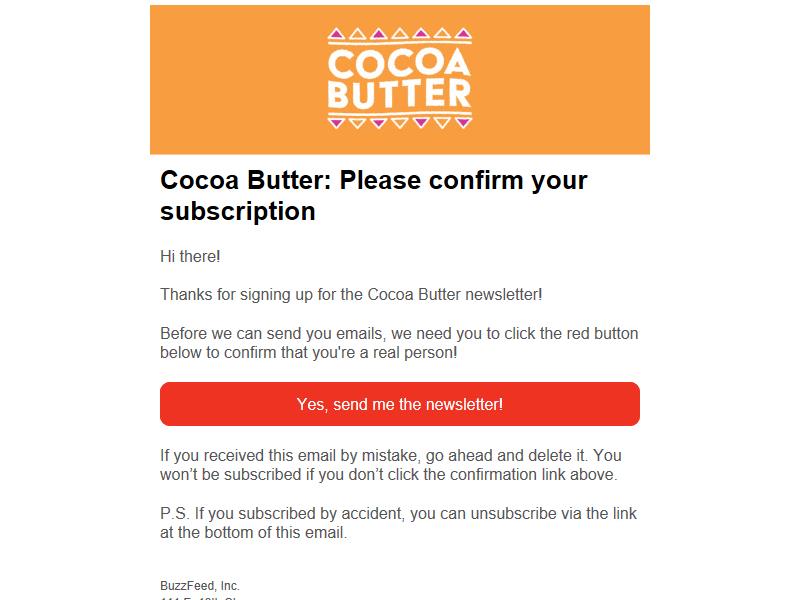 COCOA
BUTTER
Cocoa Butter: Please confirm your
subscription
Hi there!
Thanks for signing up for the Cocoa Butter newsletter!
Before we can send you emails, we need you to click the red button
below to confirm that you're a real person!
Yes, send me the newsletter!
If you received this email by mistake, go ahead and delete it. You
won’t be subscribed if you don’t click the confirmation link above.
P.S. If you subscribed by accident, you can unsubscribe via the link
at the bottom of this email.
BuzzFeed, Inc.